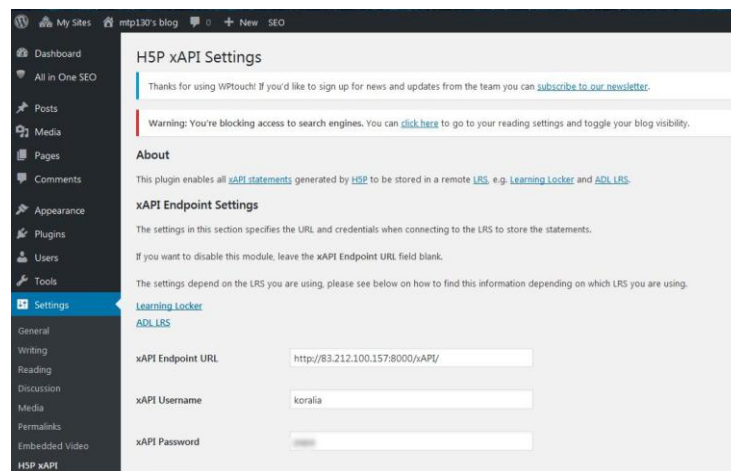 My Sites mtp130's blog 0 + New SEO
Dashboard
All in One SEO
Posts
Media
Pages
Comments
Appearance
Plugins
Users
Tools
Settings
General
Writing
Reading
Discussion
Media
Permalinks
Embedded Video
H5P xAPI
H5P xAPI Settings
Thanks for using WPtouch! If you'd like to sign up for news and updates from the team you can subscribe to our newsletter.
Warning: You're blocking access to search engines. You can click here to go to your reading settings and toggle your blog visibility.
About
This plugin enables all xAPI statements generated by H5P to be stored in a remote LRS, e.g. Learning Locker and ADL LRS.
xAPI Endpoint Settings
The settings in this section specifies the URL and credentials when connecting to the LRS to store the statements.
If you want to disable this module, leave the xAPI Endpoint URL field blank.
The settings depend on the LRS you are using, please see below on how to find this information depending on which LRS you are using.
Learning Locker
ADL LRS
xAPI Endpoint URL http://83.212.100.157:8000/xAPI/
xAPI Username koralia
xAPI Password